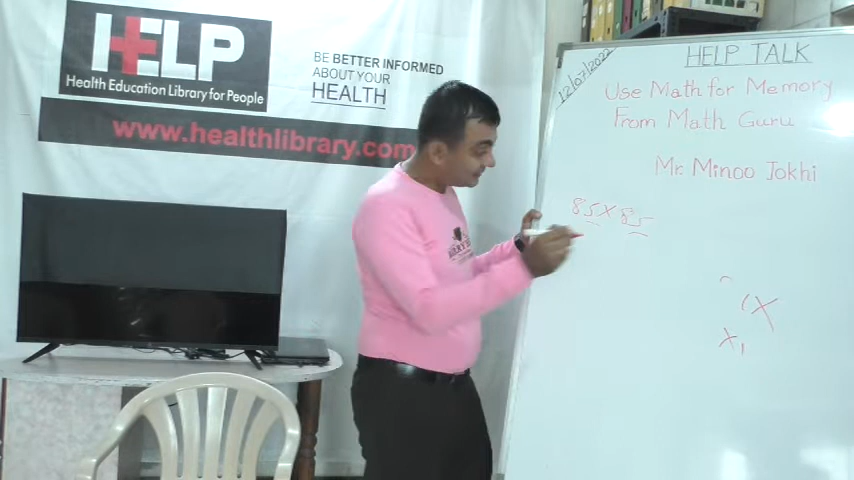 HELP
Health Education Library for People
BE BETTER INFORMED
ABOUT YOUR
HEALTH
www.healthlibrary.com
12/07/2022
HELP TALK
Use Math for Memory
From Math Guru
Mr. Minoo Jokhi
85X85